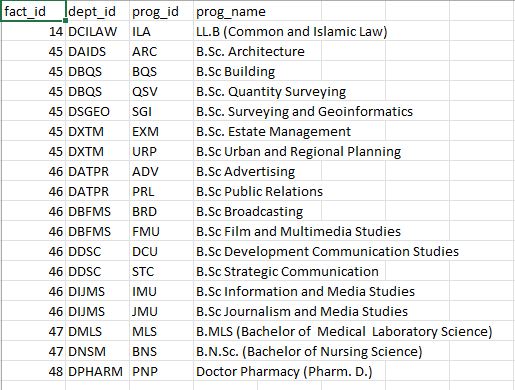 fact_id dept_id prog_id prog_name
14 DCILAW ILA LL.B (Common and Islamic Law)
45 DAIDS ARC B.Sc. Architecture
45 DBQS BQS B.Sc Building
45 DBQS QSV B.Sc. Quantity Surveying
45 DSGEO SGI B.Sc. Surveying and Geoinformatics
45 DXTM EXM B.Sc. Estate Management
45 DXTM URP B.Sc Urban and Regional Planning
46 DATPR ADV B.Sc Advertising
46 DATPR PRL B.Sc Public Relations
46 DBFMS BRD B.Sc Broadcasting
46 DBFMS FMU B.Sc Film and Multimedia Studies
46 DDSC DCU B.Sc Development Communication Studies
46 DDSC STC B.Sc Strategic Communication
46 DIJMS IMU B.Sc Information and Media Studies
46 DIJMS JMU B.Sc Journalism and Media Studies
47 DMLS MLS B.MLS (Bachelor of Medical Laboratory Science)
47 DNSM BNS B.N.Sc. (Bachelor of Nursing Science)
48 DPHARM PNP Doctor Pharmacy (Pharm. D.)